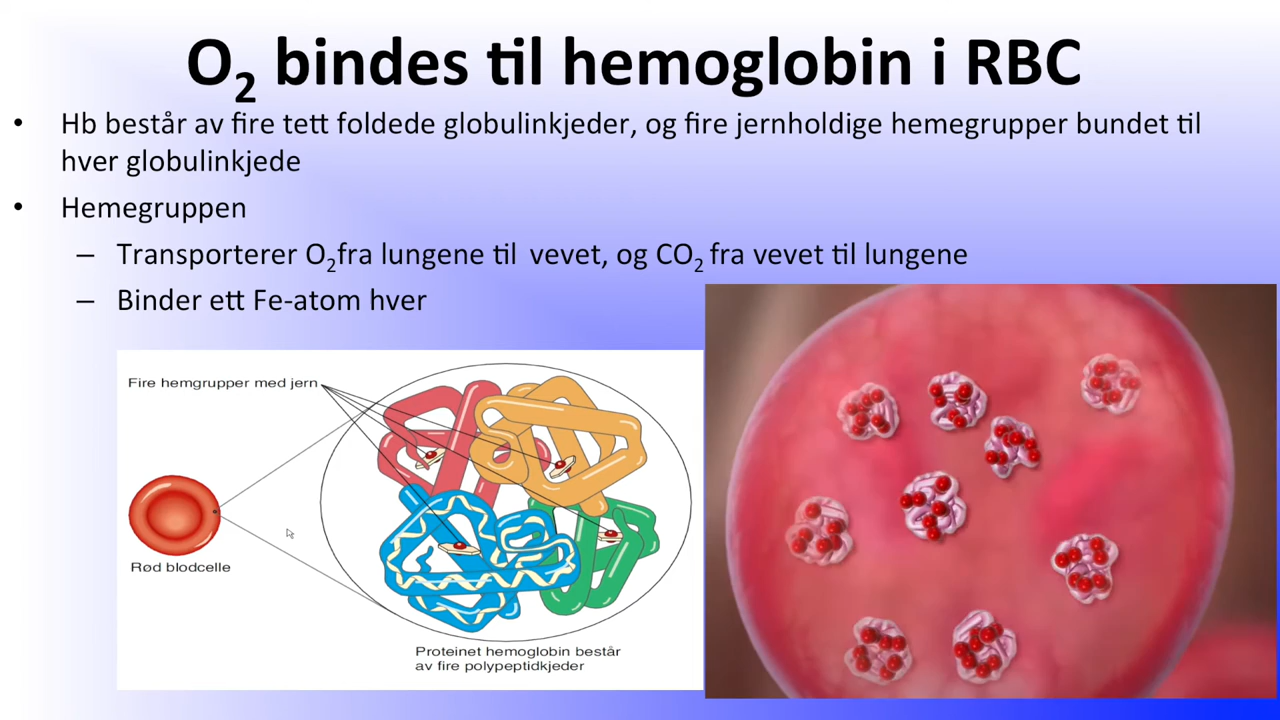 O₂ bindes til hemoglobin i RBC
• Hb består av fire tett foldede globulinkjeder, og fire jernholdige hemegrupper bundet til
hver globulinkjede
• Hemegruppen
– Transporterer O₂fra lungene til vevet, og CO₂ fra vevet til lungene
– Binder ett Fe-atom hver
Fire hemgrupper med jern
Rød blodcelle
Proteinet hemoglobin består
av fire polypeptidkjeder